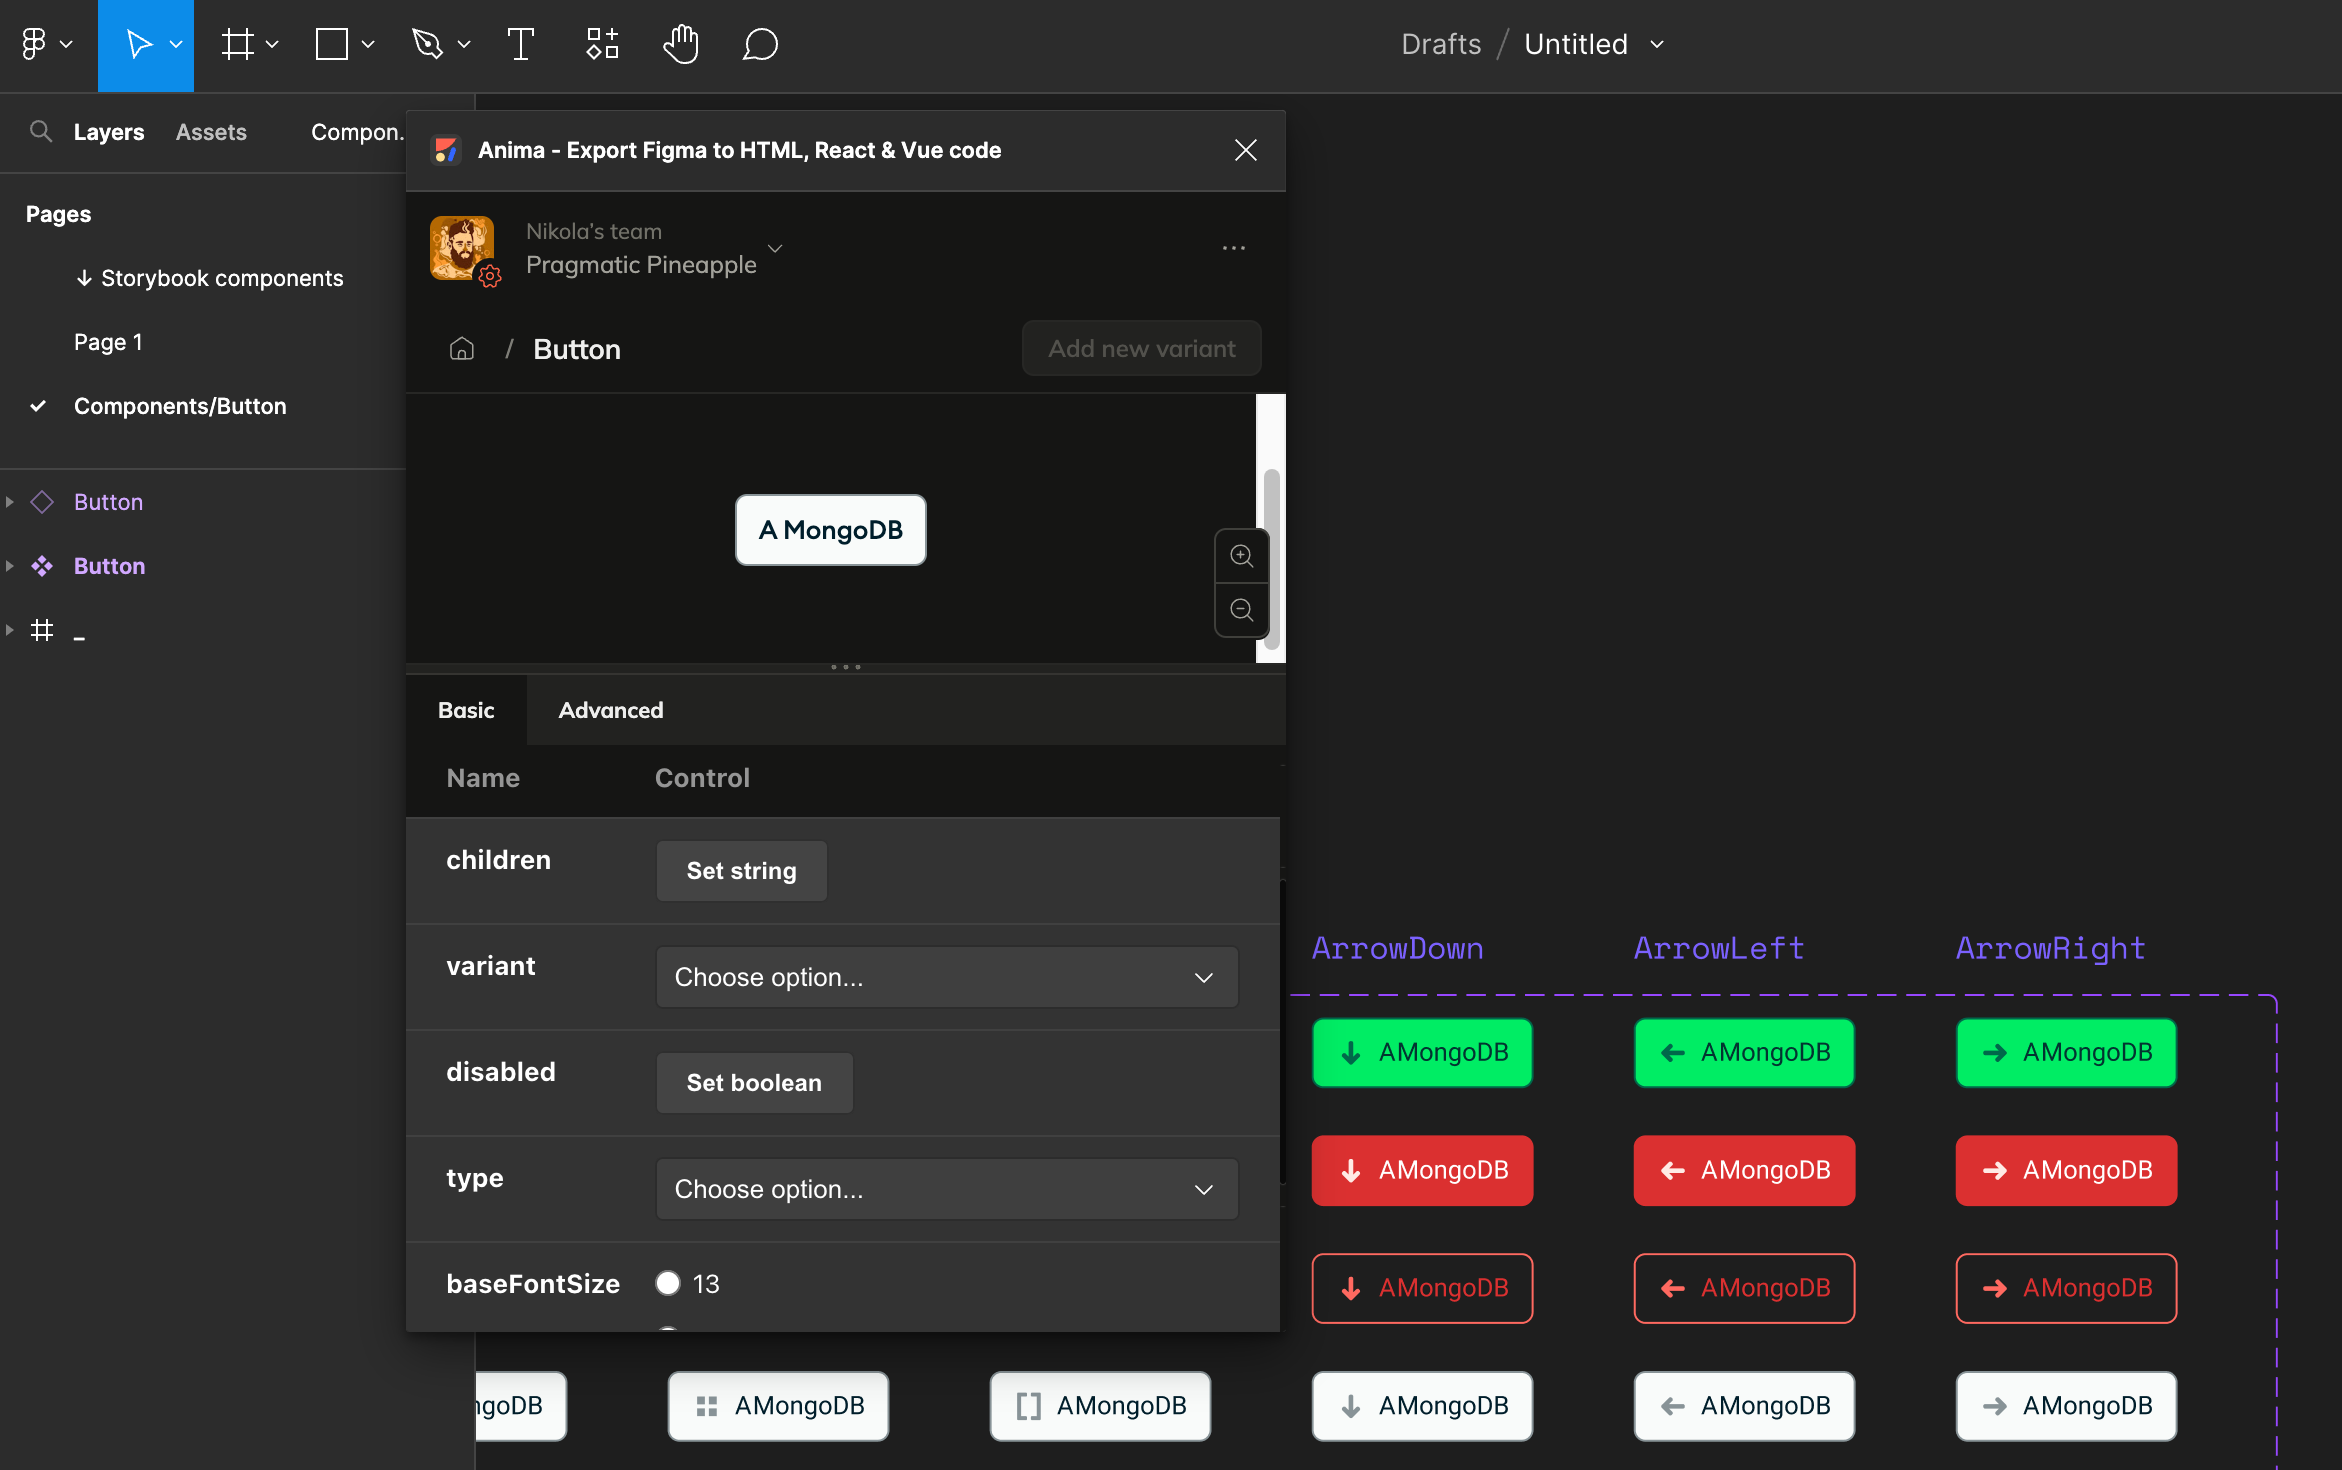 Drafts / Untitled
Layers Assets Compon.
Anima - Export Figma to HTML, React & Vue code
Pages
Nikola's team
Pragmatic Pineapple
↓ Storybook components
Page 1
/ Button
Add new variant
Components/Button
Button
Button
_
A MongoDB
Basic Advanced
Name Control
children Set string
variant Choose option...
disabled Set boolean
type Choose option...
baseFontSize 13
ArrowDown ArrowLeft ArrowRight
AMongoDB AMongoDB AMongoDB
AMongoDB AMongoDB AMongoDB
AMongoDB AMongoDB AMongoDB
ngoDB AMongoDB AMongoDB AMongoDB AMongoDB AMongoDB